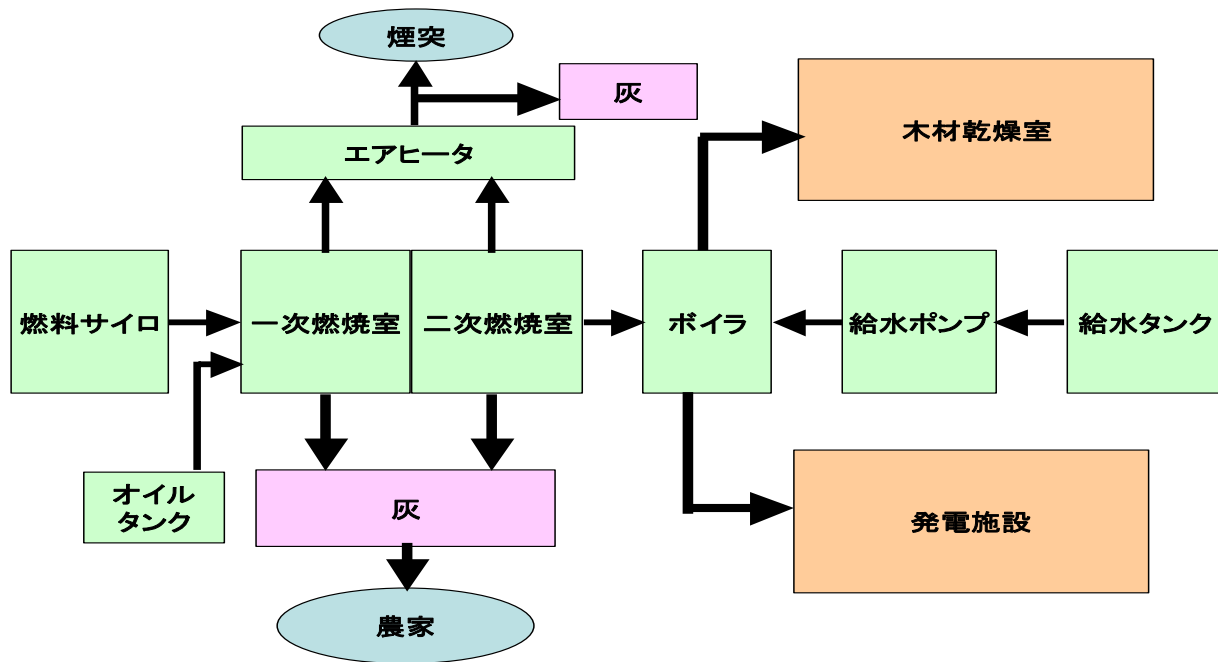 煙突
灰
木材乾燥室
エアヒータ
燃料サイロ
一次燃焼室
二次燃焼室
ボイラ
給水ポンプ
給水タンク
オイル
タンク
灰
発電施設
農家